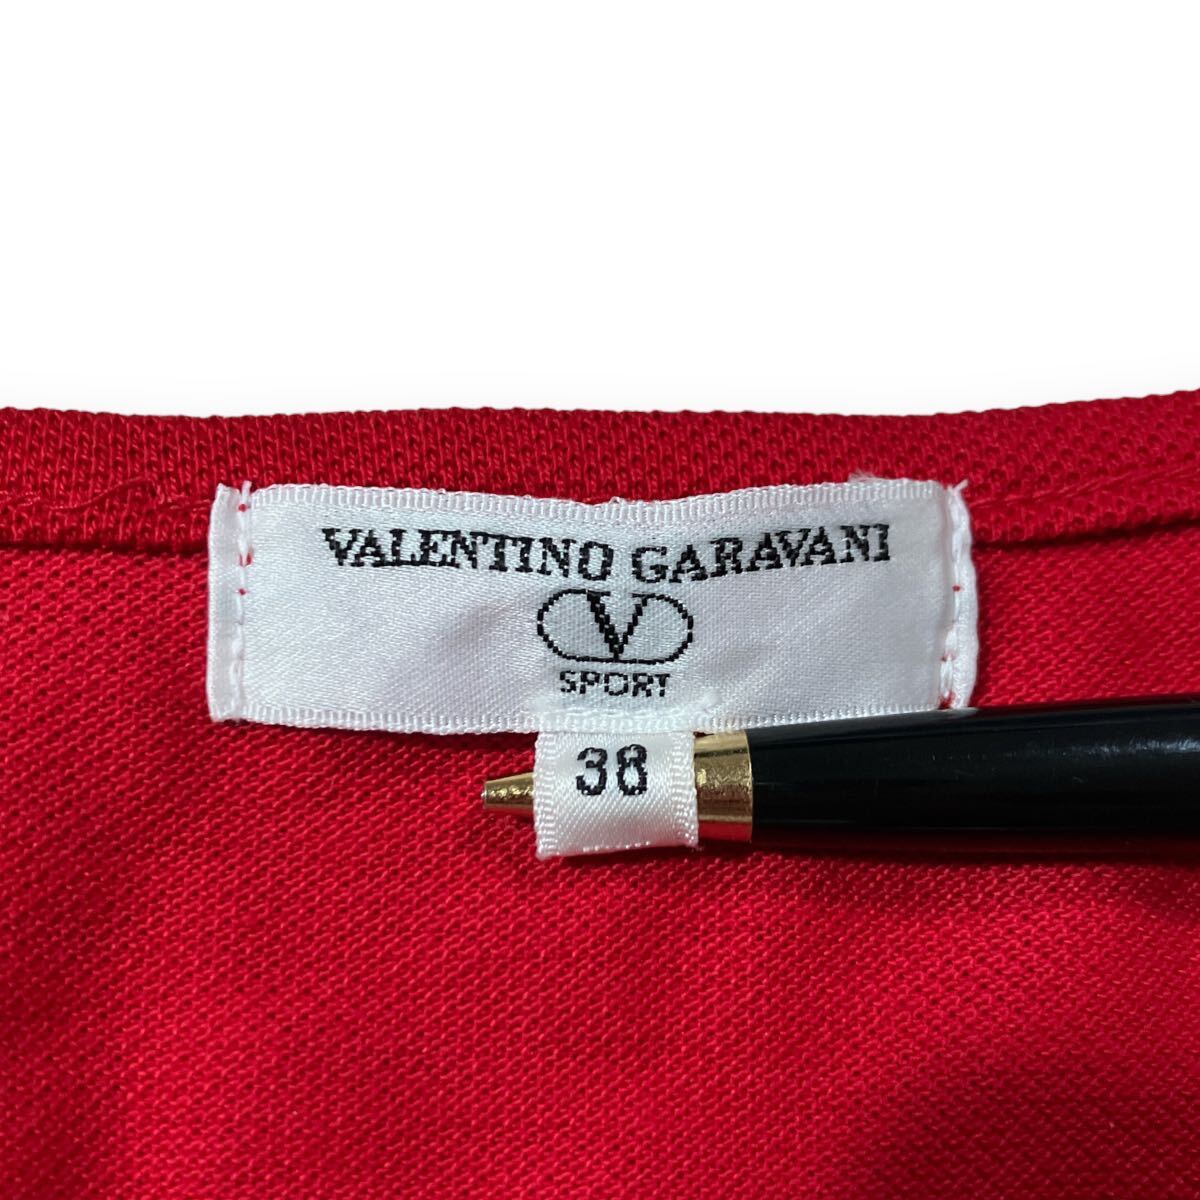 VALENTINO GARAVANI
V
SPORT
38